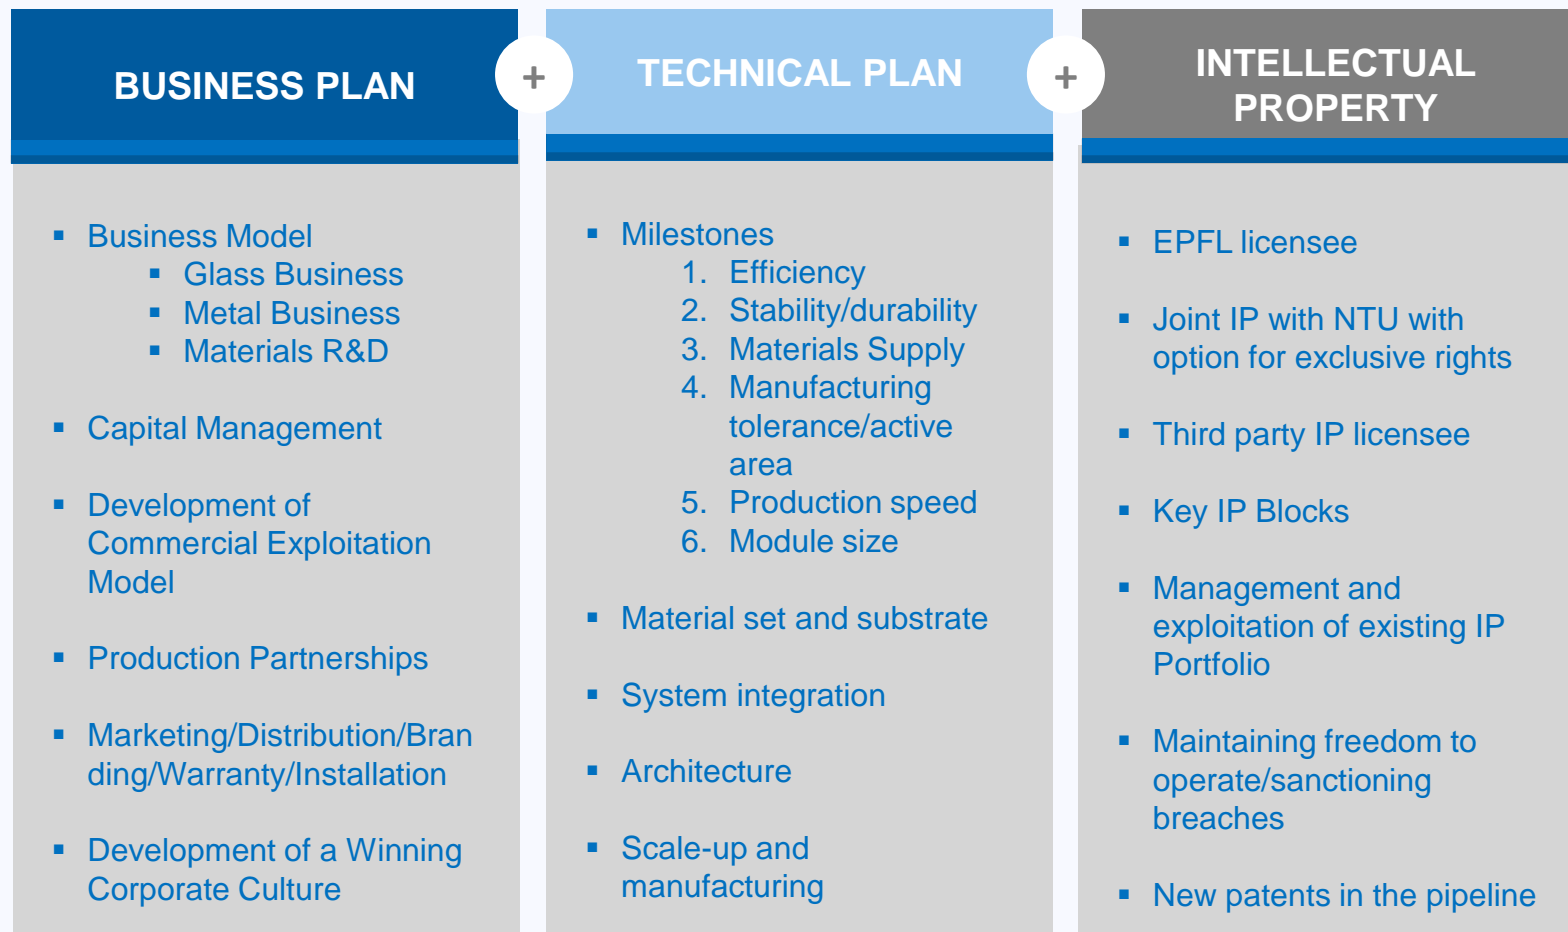 BUSINESS PLAN
+
TECHNICAL PLAN
+
INTELLECTUAL
PROPERTY
▪ Business Model
▪ Glass Business
▪ Metal Business
▪ Materials R&D
▪ Capital Management
▪ Development of
Commercial Exploitation
Model
▪ Production Partnerships
▪ Marketing/Distribution/Bran
ding/Warranty/Installation
▪ Development of a Winning
Corporate Culture
▪ Milestones
1. Efficiency
2. Stability/durability
3. Materials Supply
4. Manufacturing
tolerance/active
area
5. Production speed
6. Module size
▪ Material set and substrate
▪ System integration
▪ Architecture
▪ Scale-up and
manufacturing
▪ EPFL licensee
▪ Joint IP with NTU with
option for exclusive rights
▪ Third party IP licensee
▪ Key IP Blocks
▪ Management and
exploitation of existing IP
Portfolio
▪ Maintaining freedom to
operate/sanctioning
breaches
▪ New patents in the pipeline